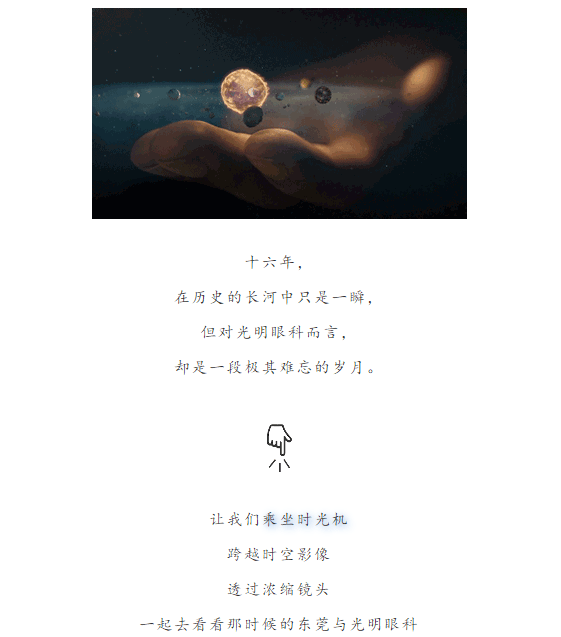 十六年，
在历史的长河中只是一瞬，
但对光明眼科而言，
却是一段极其难忘的岁月。
让我们乘坐时光机
跨越时空影像
透过浓缩镜头
一起去看看那时候的东莞与光明眼科